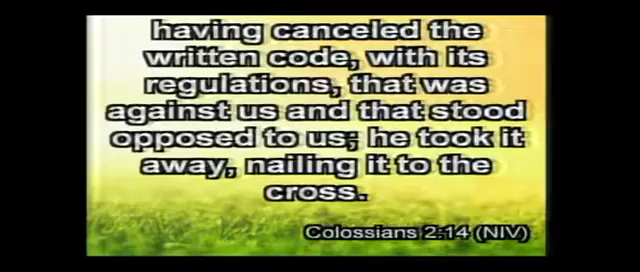 having canceled the
written code, with its
regulations, that was
against us and that stood
opposed to us; he took it
away, nailing it to the
cross.
Colossians 2:14 (NIV)